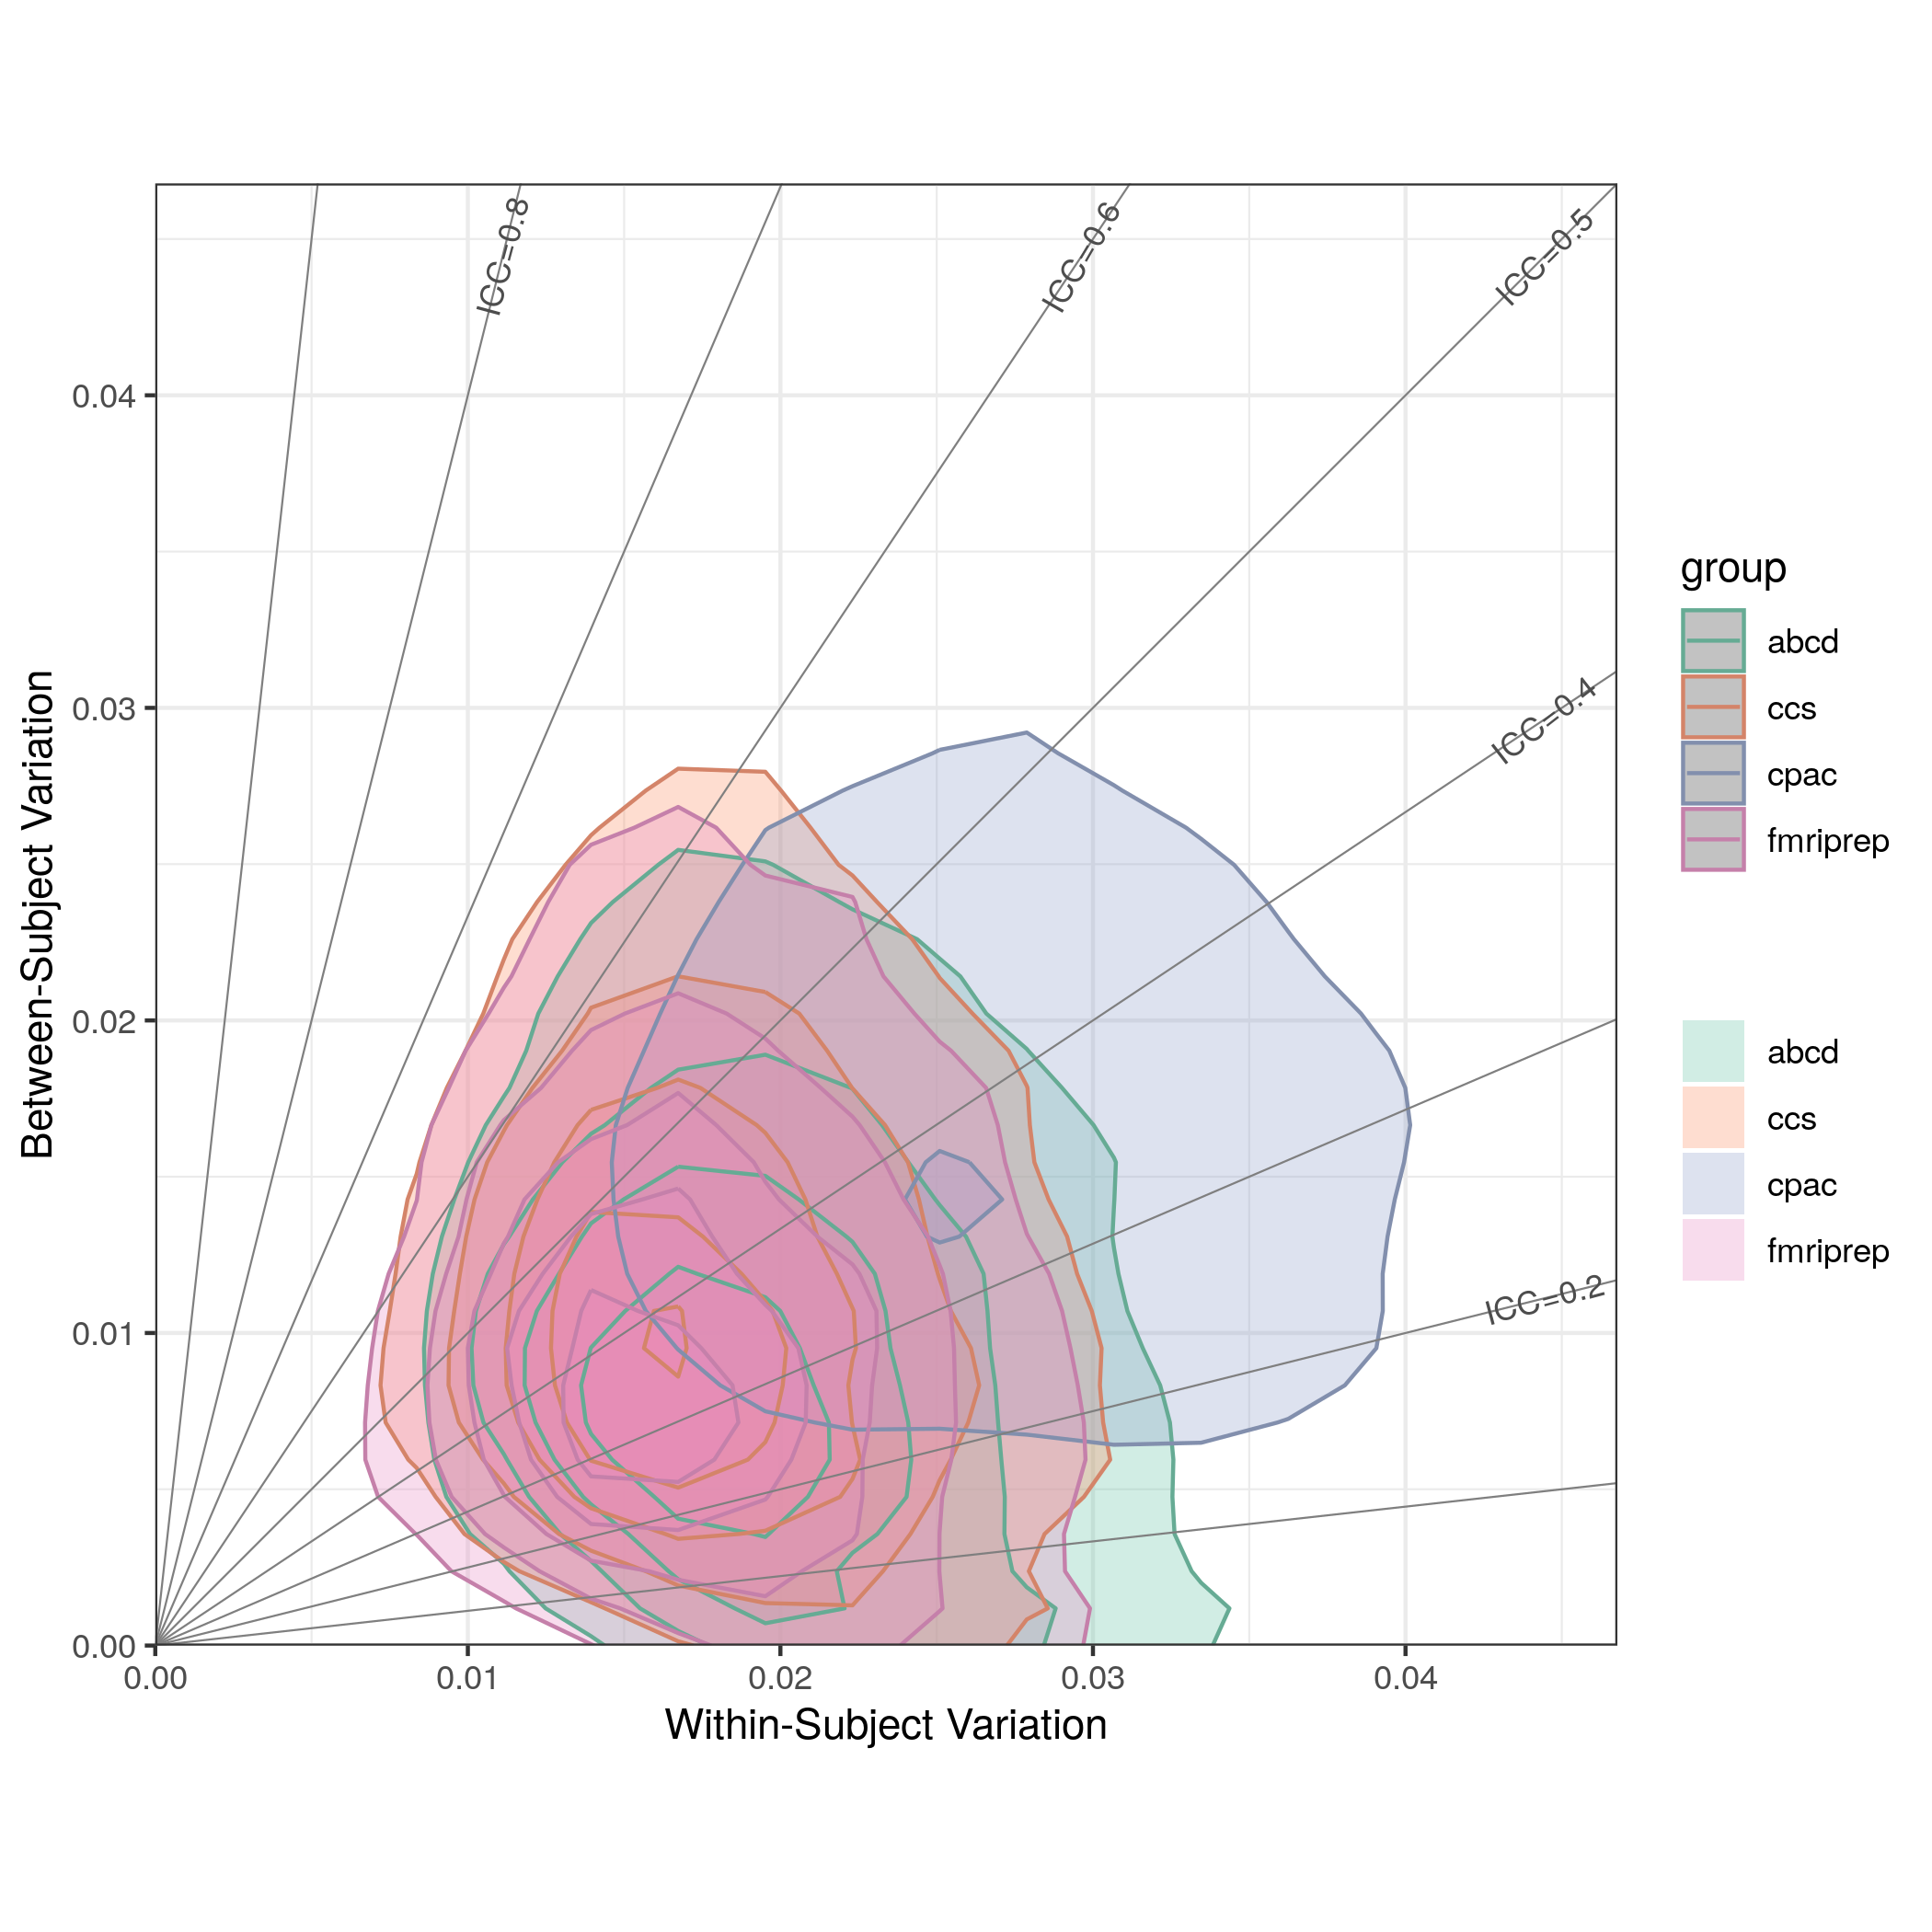 ICC=0.8
ICC=0.6
ICC=0.5
ICC=0.4
ICC=0.2
Between-Subject Variation
0.04
0.03
0.02
0.01
0.00
0.00 0.01 0.02 0.03 0.04
Within-Subject Variation
group
abcd
ccs
cpac
fmriprep
abcd
ccs
cpac
fmriprep